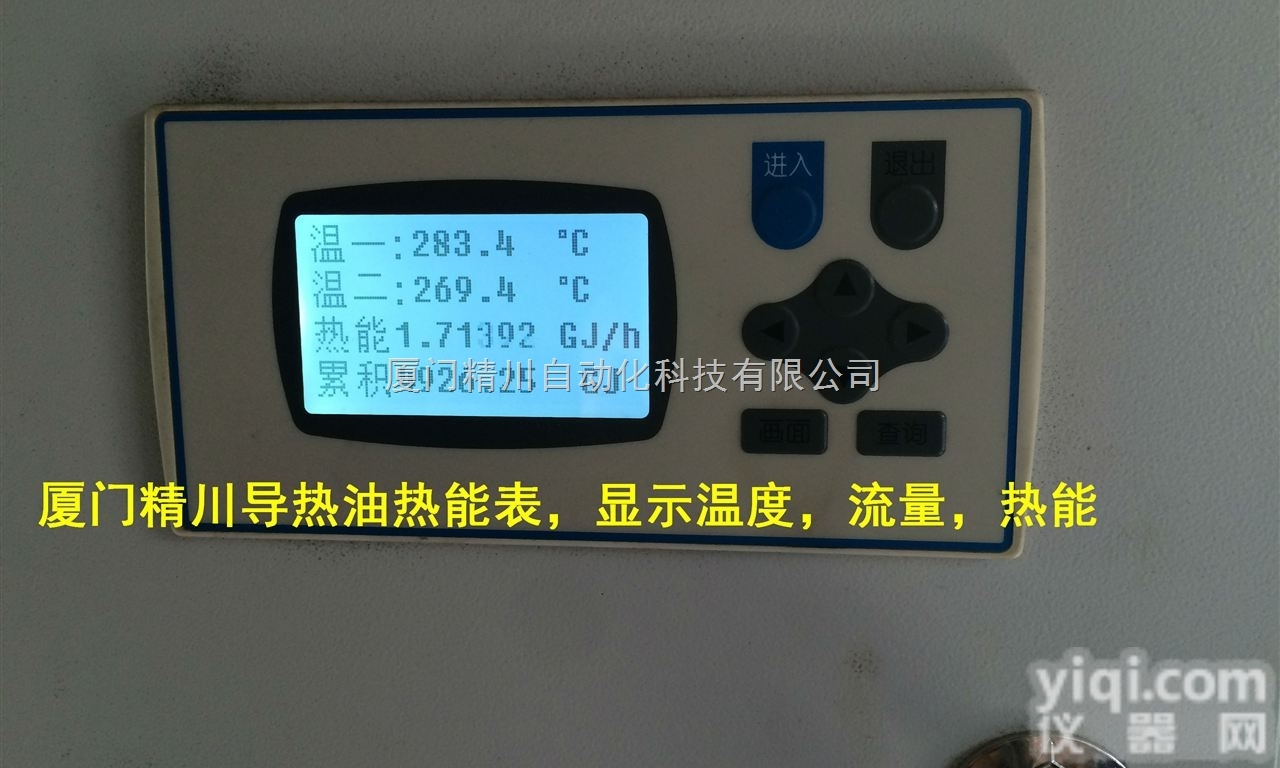 进入 退出
温一:283.4 ℃
温二:269.4 ℃
热能1.71392 GJ/h
累积
厦门精川自动化科技有限公司
画面 查询
厦门精川导热油热能表，显示温度，流量，热能
yiqi.com
仪器网